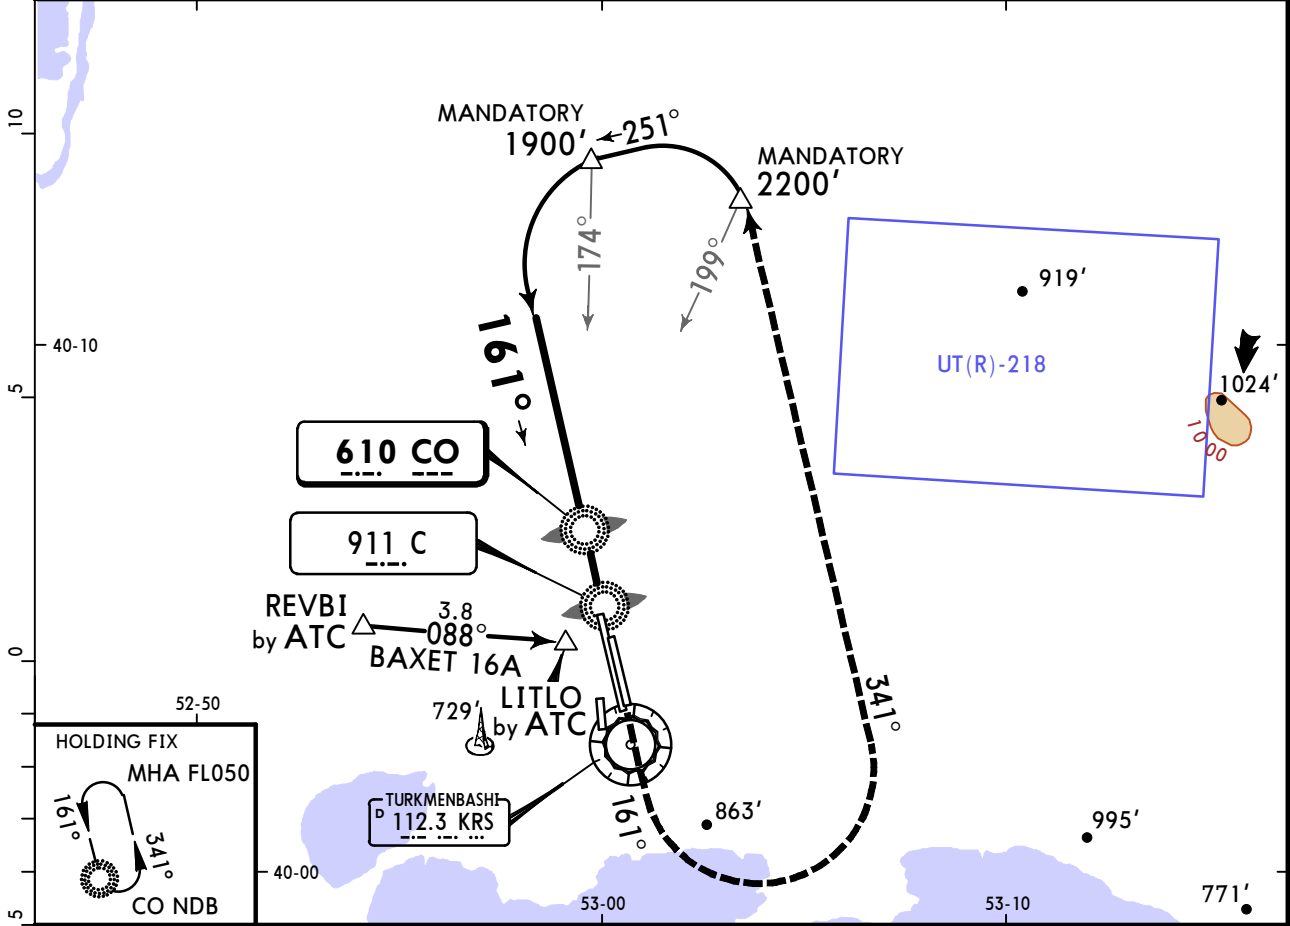 10
MANDATORY
1900'
251°
MANDATORY
2200'
174°
199°
919'
161°
40-10
UT(R)-218
1024'
5
1000
610 CO
911 C
REVBI
by ATC
3.8
088°
BAXET 16A
0
LITLO
by ATC
341°
52-50
729'
HOLDING FIX
MHA FL050
161°
341°
CO NDB
TURKMENBASHI
D 112.3 KRS
161°
863'
995'
40-00
771'
53-00
53-10
5